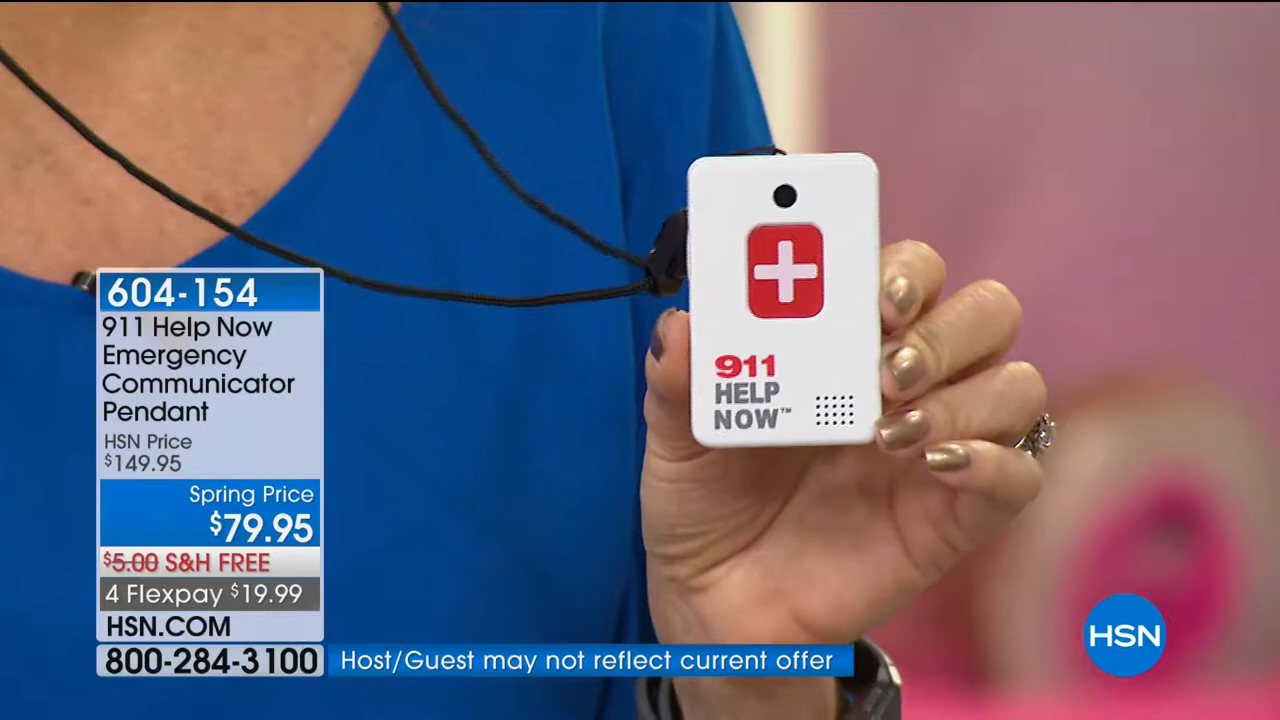 604-154
911 Help Now
Emergency
Communicator
Pendant
HSN Price
$149.95
Spring Price
$79.95
$5.00 S&H FREE
4 Flexpay $19.99
HSN.COM
800-284-3100
Host/Guest may not reflect current offer
911
HELP
NOW™
HSN